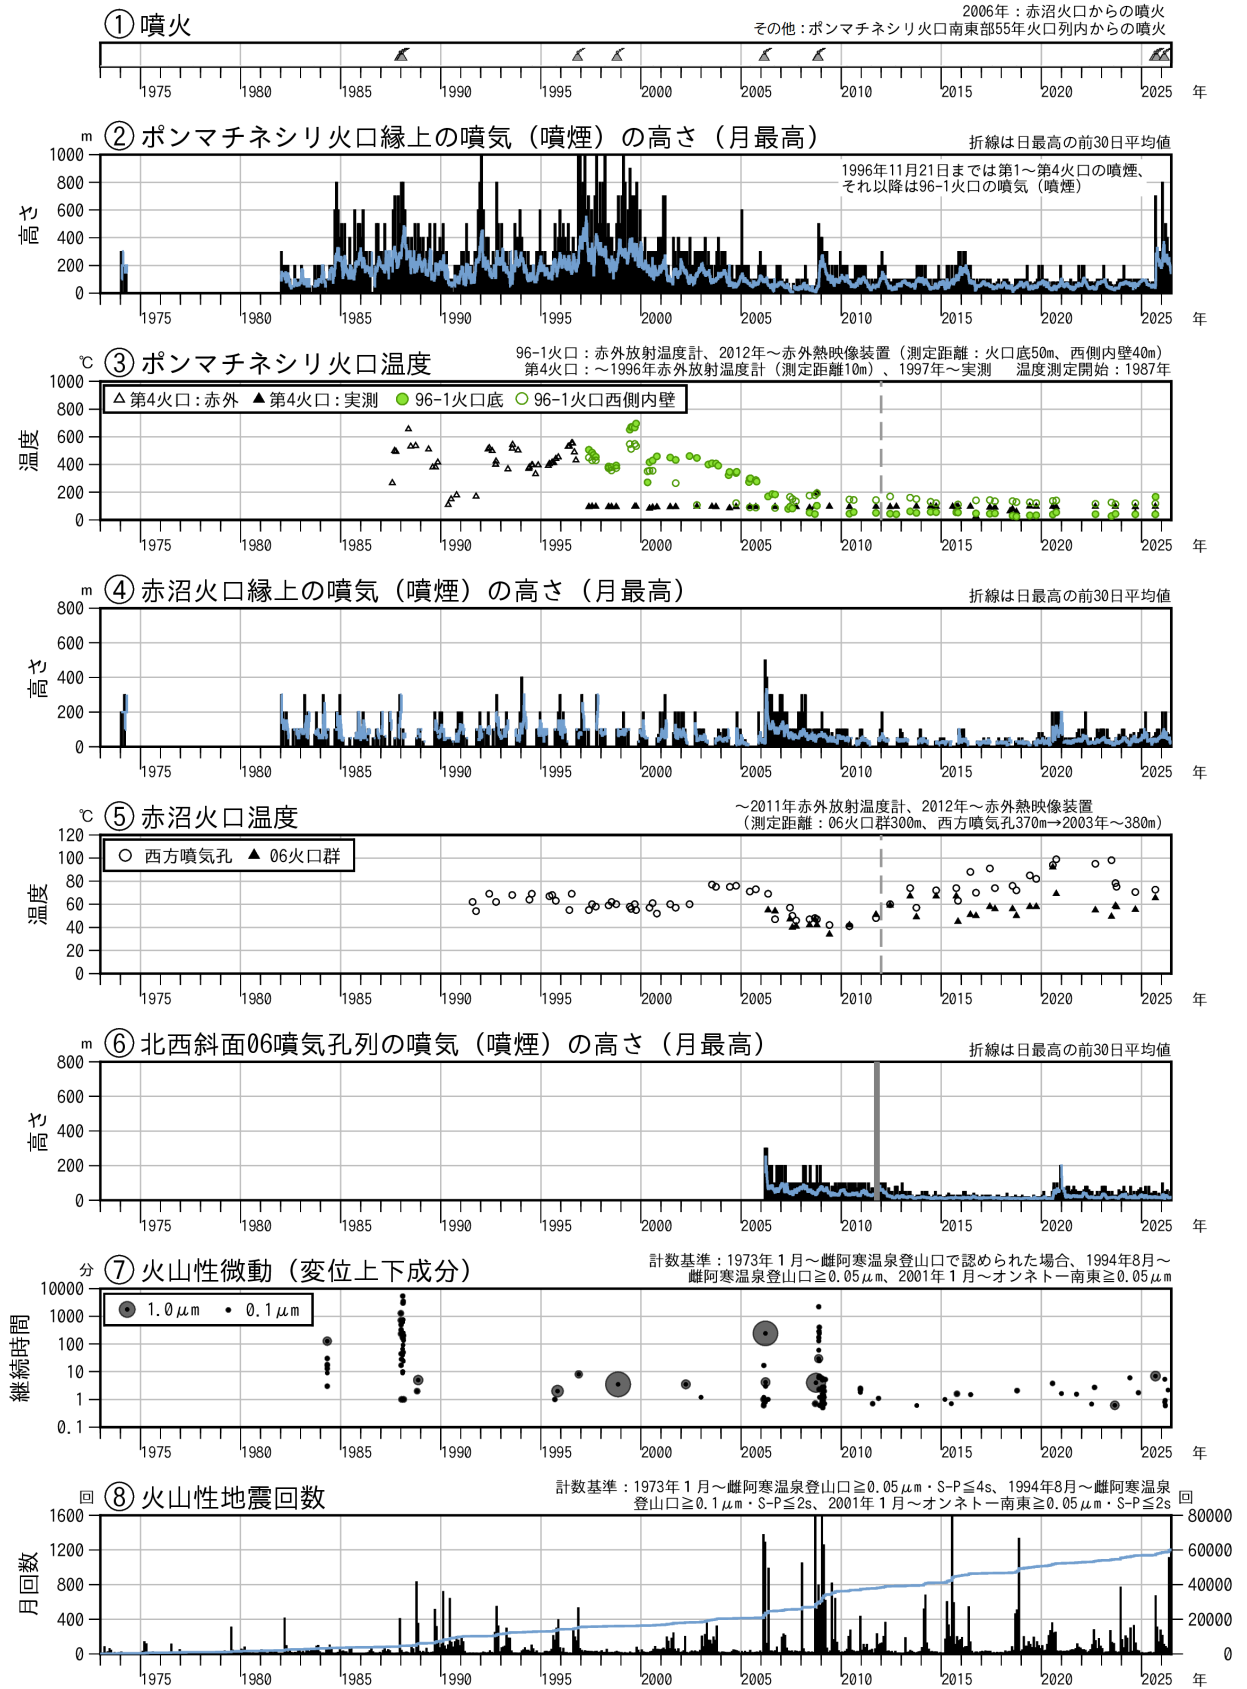 ① 噴火
2006年：赤沼火口からの噴火
その他：ポンマチネシリ火口南東部55年火口列内からの噴火
1975 1980 1985 1990 1995 2000 2005 2010 2015 2020 2025 年
m ② ポンマチネシリ火口縁上の噴気（噴煙）の高さ（月最高）
折線は日最高の前30日平均値
1996年11月21日までは第1～第4火口の噴煙、
それ以降は96-1火口の噴気（噴煙）
高さ
1000
800
600
400
200
0
1975 1980 1985 1990 1995 2000 2005 2010 2015 2020 2025 年
℃ ③ ポンマチネシリ火口温度
96-1火口：赤外放射温度計、2012年～赤外熱映像装置（測定距離：火口底50m、西側内壁40m）
第4火口：～1996年赤外放射温度計（測定距離10m）、1997年～実測 温度測定開始：1987年
△ 第4火口：赤外 ▲ 第4火口：実測 ● 96-1火口底 ○ 96-1火口西側内壁
温度
1000
800
600
400
200
0
1975 1980 1985 1990 1995 2000 2005 2010 2015 2020 2025 年
m ④ 赤沼火口縁上の噴気（噴煙）の高さ（月最高）
折線は日最高の前30日平均値
高さ
800
600
400
200
0
1975 1980 1985 1990 1995 2000 2005 2010 2015 2020 2025 年
℃ ⑤ 赤沼火口温度
～2011年赤外放射温度計、2012年～赤外熱映像装置
（測定距離：06火口群300m、西方噴気孔370m→2003年～380m）
○ 西方噴気孔 ▲ 06火口群
温度
120
100
80
60
40
20
0
1975 1980 1985 1990 1995 2000 2005 2010 2015 2020 2025 年
m ⑥ 北西斜面06噴気孔列の噴気（噴煙）の高さ（月最高）
折線は日最高の前30日平均値
高さ
800
600
400
200
0
1975 1980 1985 1990 1995 2000 2005 2010 2015 2020 2025 年
分 ⑦ 火山性微動（変位上下成分）
計数基準：1973年１月～雌阿寒温泉登山口で認められた場合、1994年8月～
雌阿寒温泉登山口≧0.05μm、2001年１月～オンネトー南東≧0.05μm
1.0μm 0.1μm
継続時間
10000
1000
100
10
1
0.1
1975 1980 1985 1990 1995 2000 2005 2010 2015 2020 2025 年
回 ⑧ 火山性地震回数
計数基準：1973年１月～雌阿寒温泉登山口≧0.05μm・S-P≦4s、1994年8月～雌阿寒温泉
登山口≧0.1μm・S-P≦2s、2001年１月～オンネトー南東≧0.05μm・S-P≦2s 回
月回数
1600 80000
1200 60000
800 40000
400 20000
0 0
1975 1980 1985 1990 1995 2000 2005 2010 2015 2020 2025 年